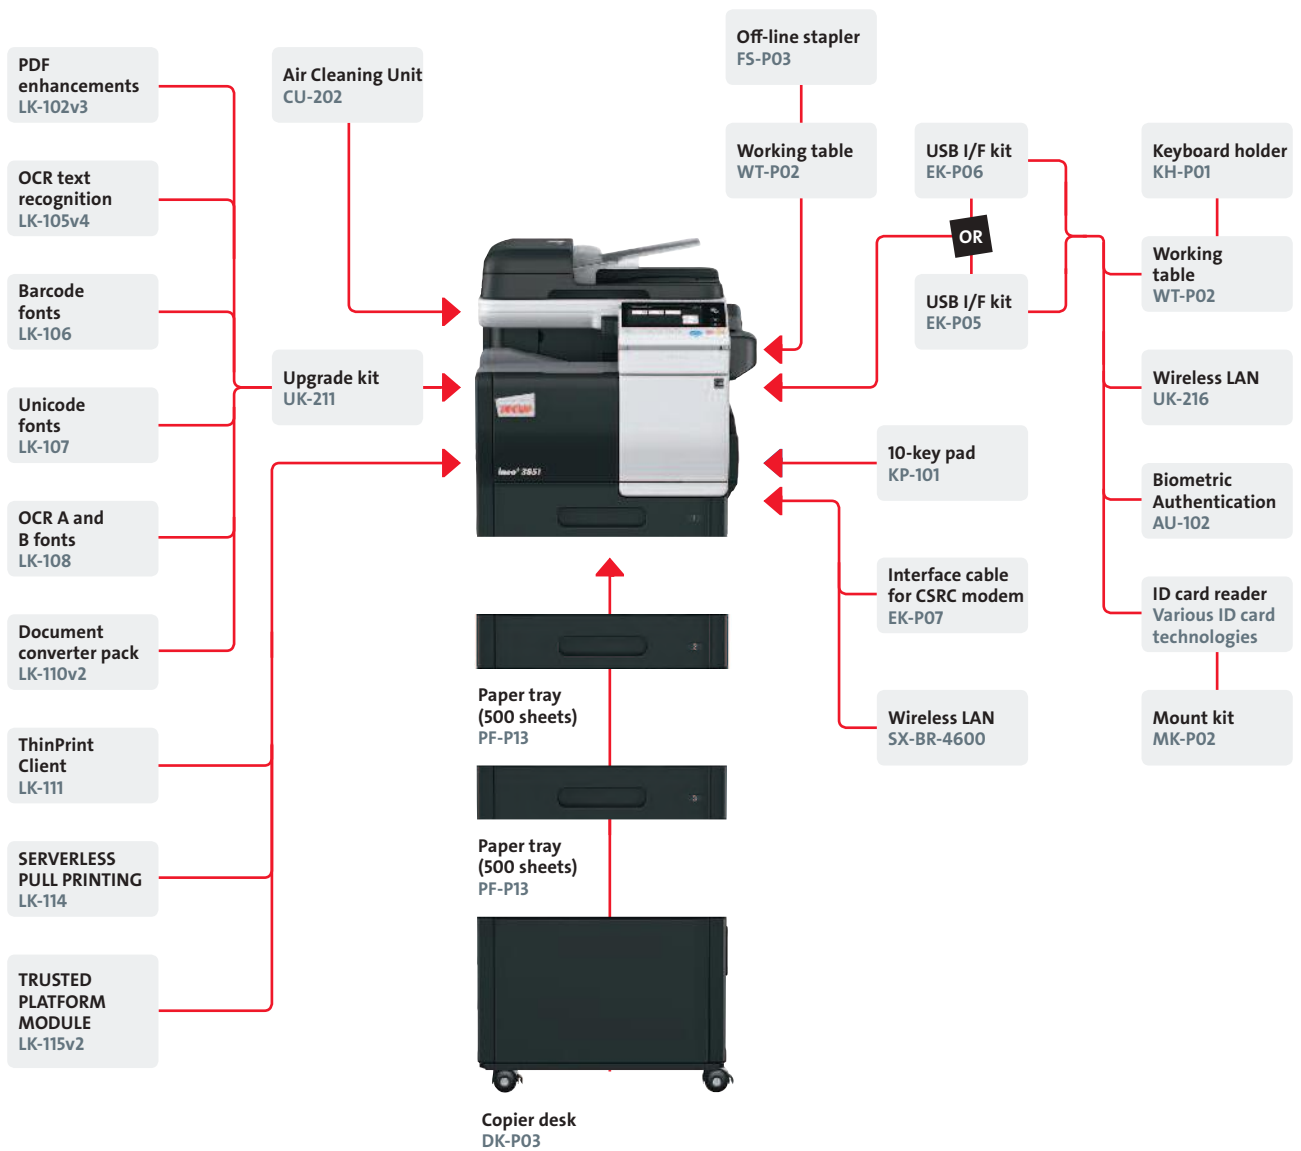 PDF
enhancements
LK-102v3
OCR text
recognition
LK-105v4
Barcode
fonts
LK-106
Unicode
fonts
LK-107
OCR A and
B fonts
LK-108
Document
converter pack
LK-110v2
ThinPrint
Client
LK-111
SERVERLESS
PULL PRINTING
LK-114
TRUSTED
PLATFORM
MODULE
LK-115v2
Air Cleaning Unit
CU-202
Upgrade kit
UK-211
ineo+ 3851
Paper tray
(500 sheets)
PF-P13
Paper tray
(500 sheets)
PF-P13
Copier desk
DK-P03
Off-line stapler
FS-P03
Working table
WT-P02
USB I/F kit
EK-P06
OR
USB I/F kit
EK-P05
10-key pad
KP-101
Interface cable
for CSRC modem
EK-P07
Wireless LAN
SX-BR-4600
Keyboard holder
KH-P01
Working
table
WT-P02
Wireless LAN
UK-216
Biometric
Authentication
AU-102
ID card reader
Various ID card
technologies
Mount kit
MK-P02